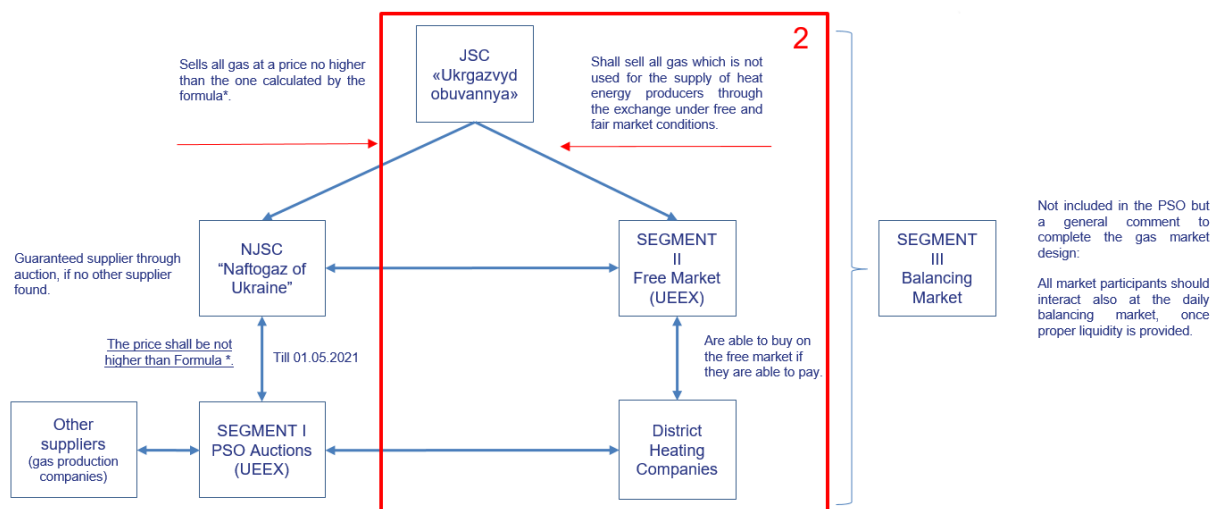 2
JSC
«Ukrgazvyd
obuvannya»
Sells all gas at a price no higher
than the one calculated by the
formula*.
Shall sell all gas which is not
used for the supply of heat
energy producers through
the exchange under free and
fair market conditions.
Guaranteed supplier through
auction, if no other supplier
found.
NJSC
“Naftogaz of
Ukraine”
SEGMENT
II
Free Market
(UEEX)
SEGMENT
III Balancing
Market
Not included in the PSO but
a general comment to
complete the gas market
design:
All market participants should
interact also at the daily
balancing market, once
proper liquidity is provided.
The price shall be not
higher than Formula *.
Till 01.05.2021
Are able to buy on
the free market if
they are able to pay.
Other
suppliers
(gas production
companies)
SEGMENT I
PSO Auctions
(UEEX)
District
Heating
Companies